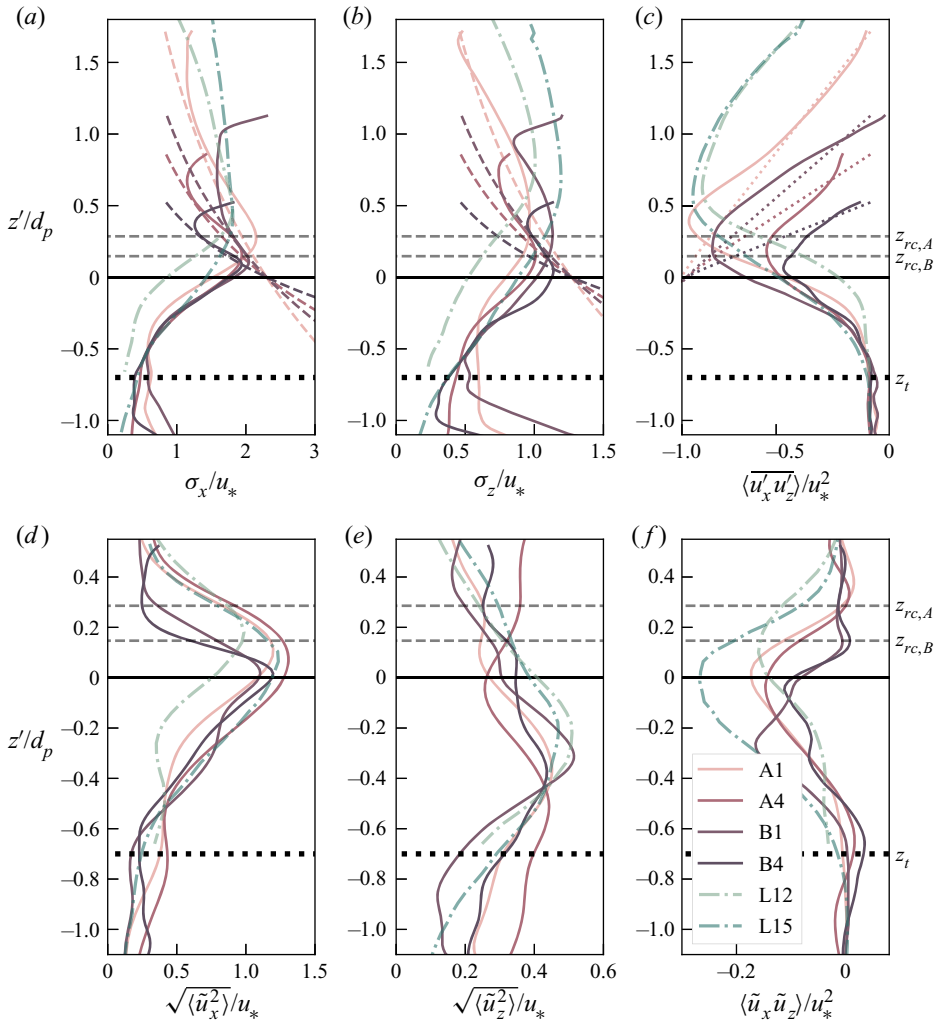 (a) (b) (c)
1.5
1.0
0.5
0
−0.5
−1.0
z′/d_p
0 1 2 3
σ_x/u_*
0 0.5 1.0 1.5
σ_z/u_*
−1.0 −0.5 0
⟨\overline{u′_x u′_z}⟩/u_*^2
z_{rc,A}
z_{rc,B}
z_t
(d) (e) (f)
0.4
0.2
0
−0.2
−0.4
−0.6
−0.8
−1.0
z′/d_p
0 0.5 1.0 1.5
√⟨ũ_x^2⟩/u_*
0 0.2 0.4 0.6
√⟨ũ_z^2⟩/u_*
−0.2 0
⟨ũ_x ũ_z⟩/u_*^2
z_{rc,A}
z_{rc,B}
A1
A4
B1
B4
L12
L15
z_t